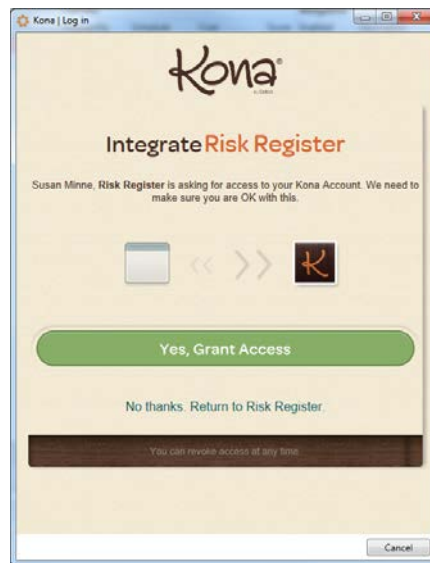 Kona | Log in
Kona
Integrate Risk Register
Susan Minne, Risk Register is asking for access to your Kona Account. We need to
make sure you are OK with this.
K
Yes, Grant Access
No thanks. Return to Risk Register.
You can revoke access at any time
Cancel